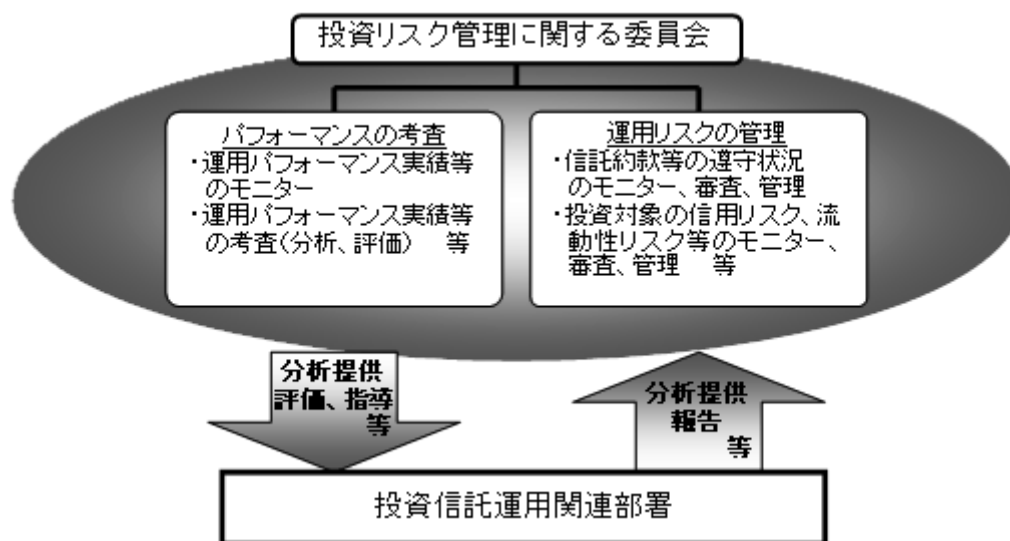 投資リスク管理に関する委員会
パフォーマンスの考査
・運用パフォーマンス実績等
のモニター
・運用パフォーマンス実績等
の考査(分析、評価) 等
運用リスクの管理
・信託約款等の遵守状況
のモニター、審査、管理
・投資対象の信用リスク、流
動性リスク等のモニター、
審査、管理 等
分析提供
評価、指導
等
分析提供
報告
等
投資信託運用関連部署